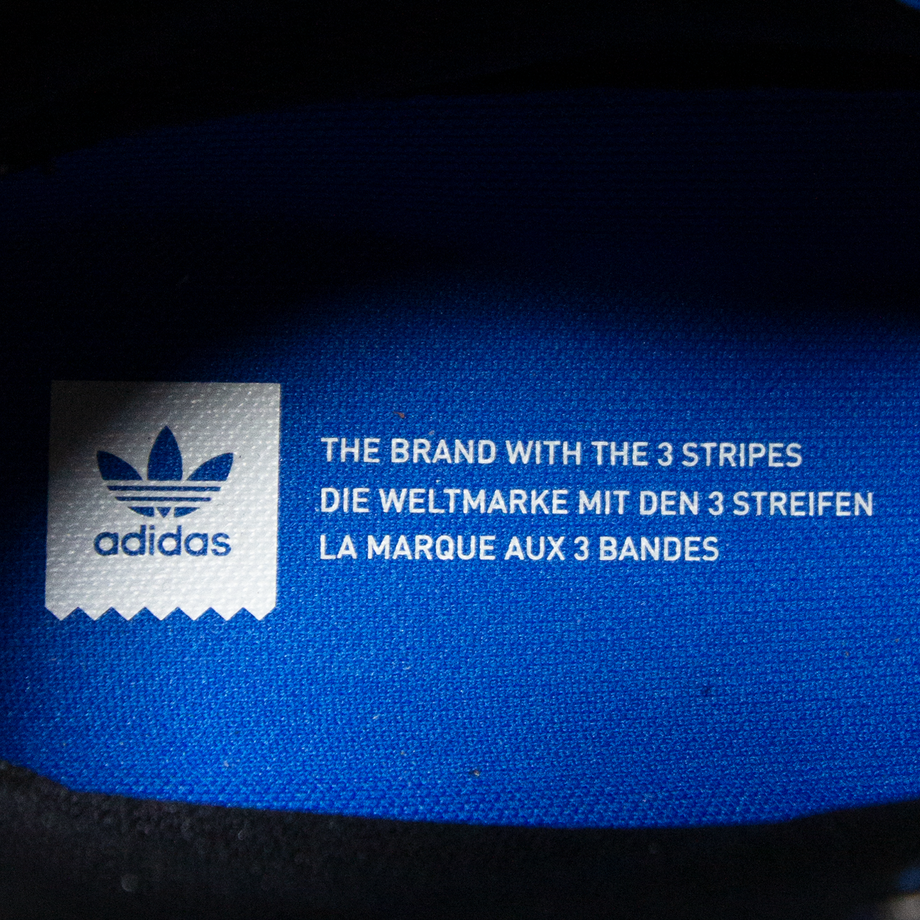 adidas
THE BRAND WITH THE 3 STRIPES
DIE WELTMARKE MIT DEN 3 STREIFEN
LA MARQUE AUX 3 BANDES